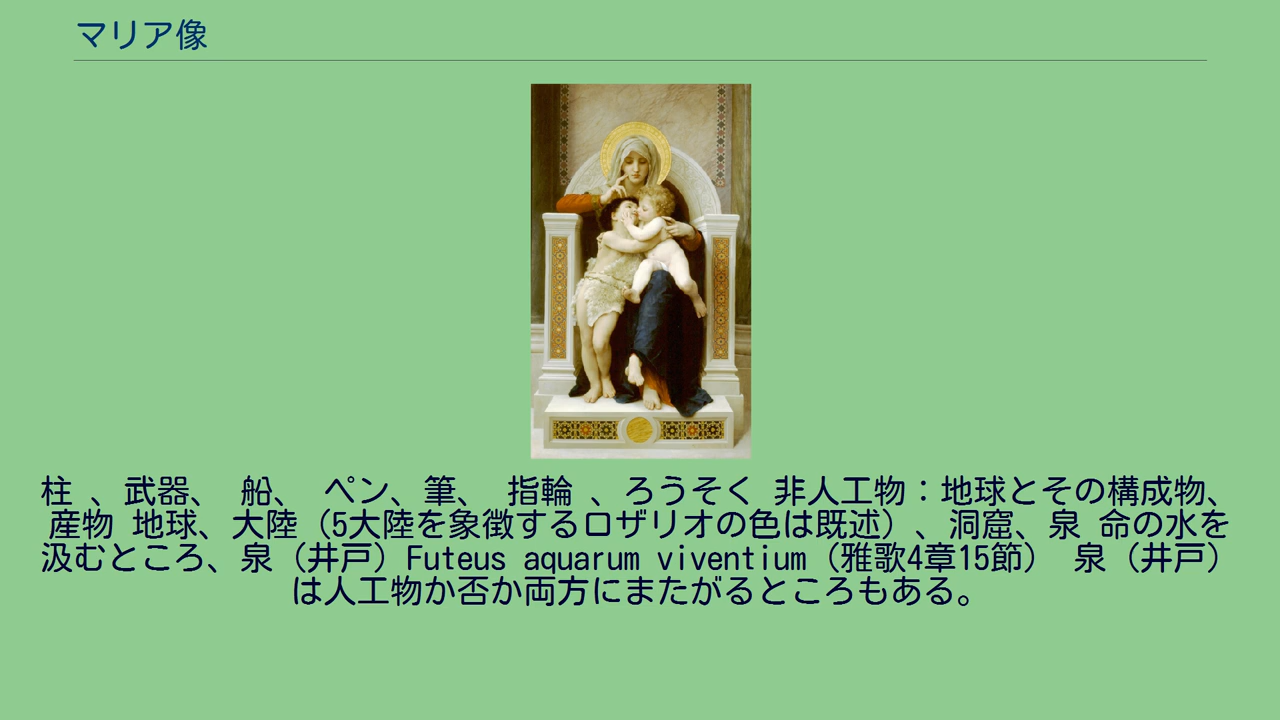 マリア像
柱 、武器、 船、 ペン、筆、 指輪 、ろうそく 非人工物：地球とその構成物、
産物 地球、大陸（5大陸を象徴するロザリオの色は既述）、洞窟、泉 命の水を
汲むところ、泉（井戸）Futeus aquarum viventium（雅歌4章15節） 泉（井戸）
は人工物か否か両方にまたがるところもある。